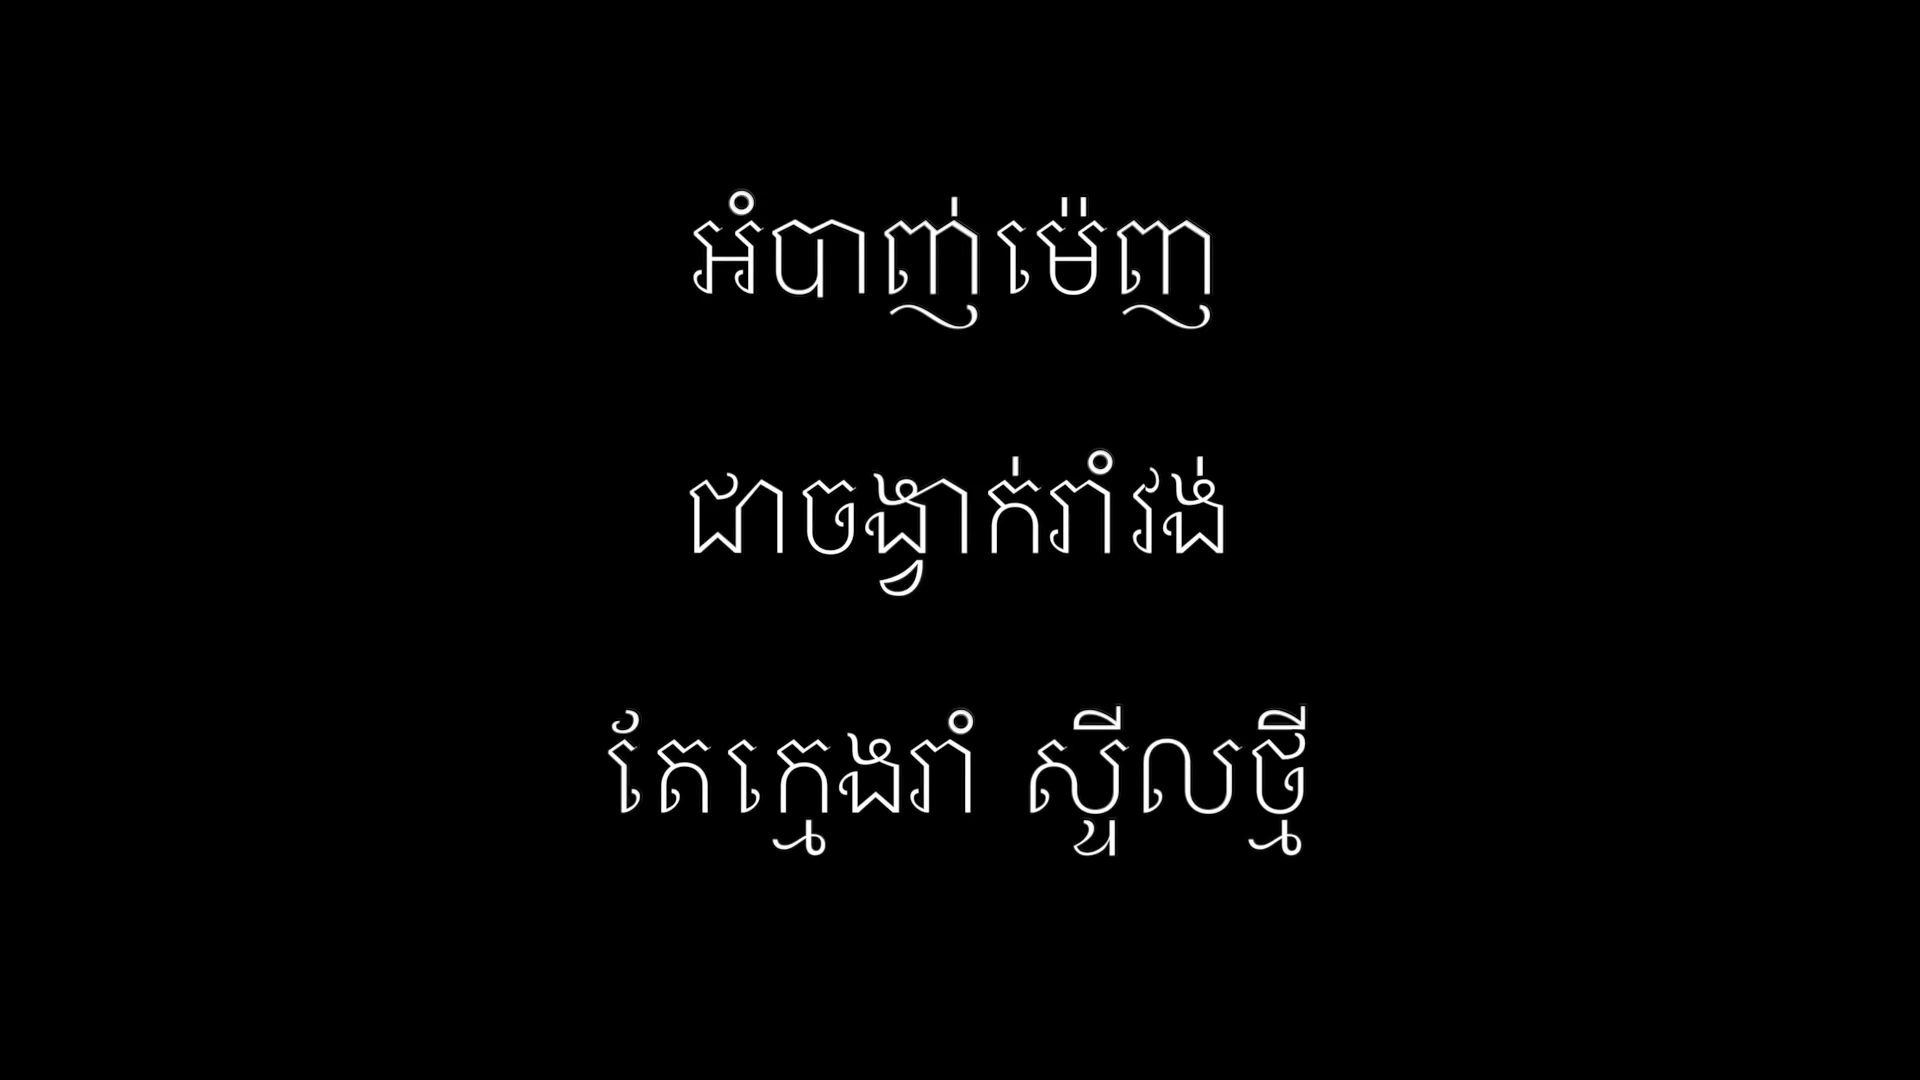 អំបាញ់ម៉េញ
ជាចង្វាក់រាំវង់
តែក្មេងរាំ ស្ទីលថ្មី